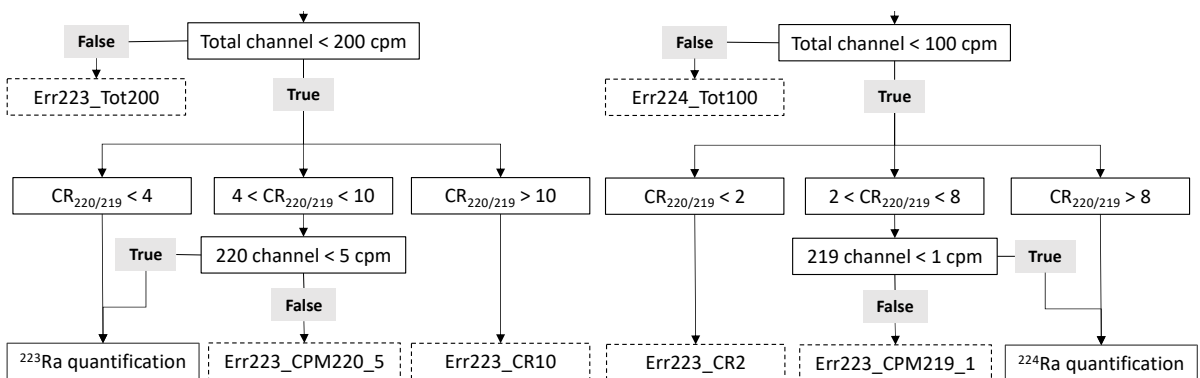 Total channel < 200 cpm
False
Err223_Tot200
True
CR220/219 < 4
4 < CR220/219 < 10
CR220/219 > 10
True
220 channel < 5 cpm
False
223Ra quantification
Err223_CPM220_5
Err223_CR10
Total channel < 100 cpm
False
Err224_Tot100
True
CR220/219 < 2
2 < CR220/219 < 8
CR220/219 > 8
219 channel < 1 cpm
True
False
Err223_CR2
Err223_CPM219_1
224Ra quantification